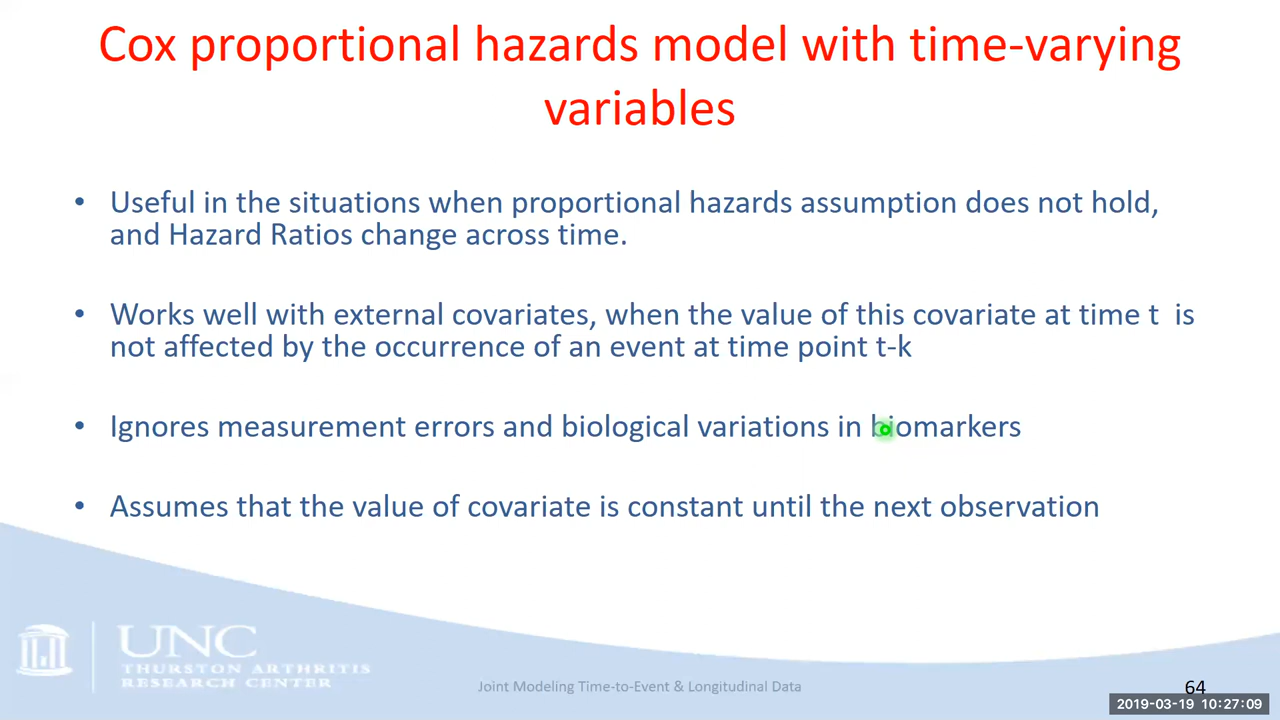 Cox proportional hazards model with time-varying
variables
• Useful in the situations when proportional hazards assumption does not hold,
and Hazard Ratios change across time.
• Works well with external covariates, when the value of this covariate at time t is
not affected by the occurrence of an event at time point t-k
• Ignores measurement errors and biological variations in biomarkers
• Assumes that the value of covariate is constant until the next observation
UNC
THURSTON ARTHRITIS
RESEARCH CENTER
Joint Modeling Time-to-Event & Longitudinal Data
64
2019-03-19 10:27:09